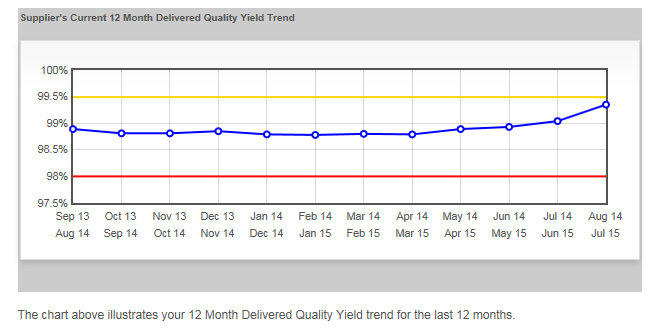 Supplier's Current 12 Month Delivered Quality Yield Trend
100%
99.5%
99%
98.5%
98%
97.5%
Sep 13 Oct 13 Nov 13 Dec 13 Jan 14 Feb 14 Mar 14 Apr 14 May 14 Jun 14 Jul 14 Aug 14
Aug 14 Sep 14 Oct 14 Nov 14 Dec 14 Jan 15 Feb 15 Mar 15 Apr 15 May 15 Jun 15 Jul 15
The chart above illustrates your 12 Month Delivered Quality Yield trend for the last 12 months.